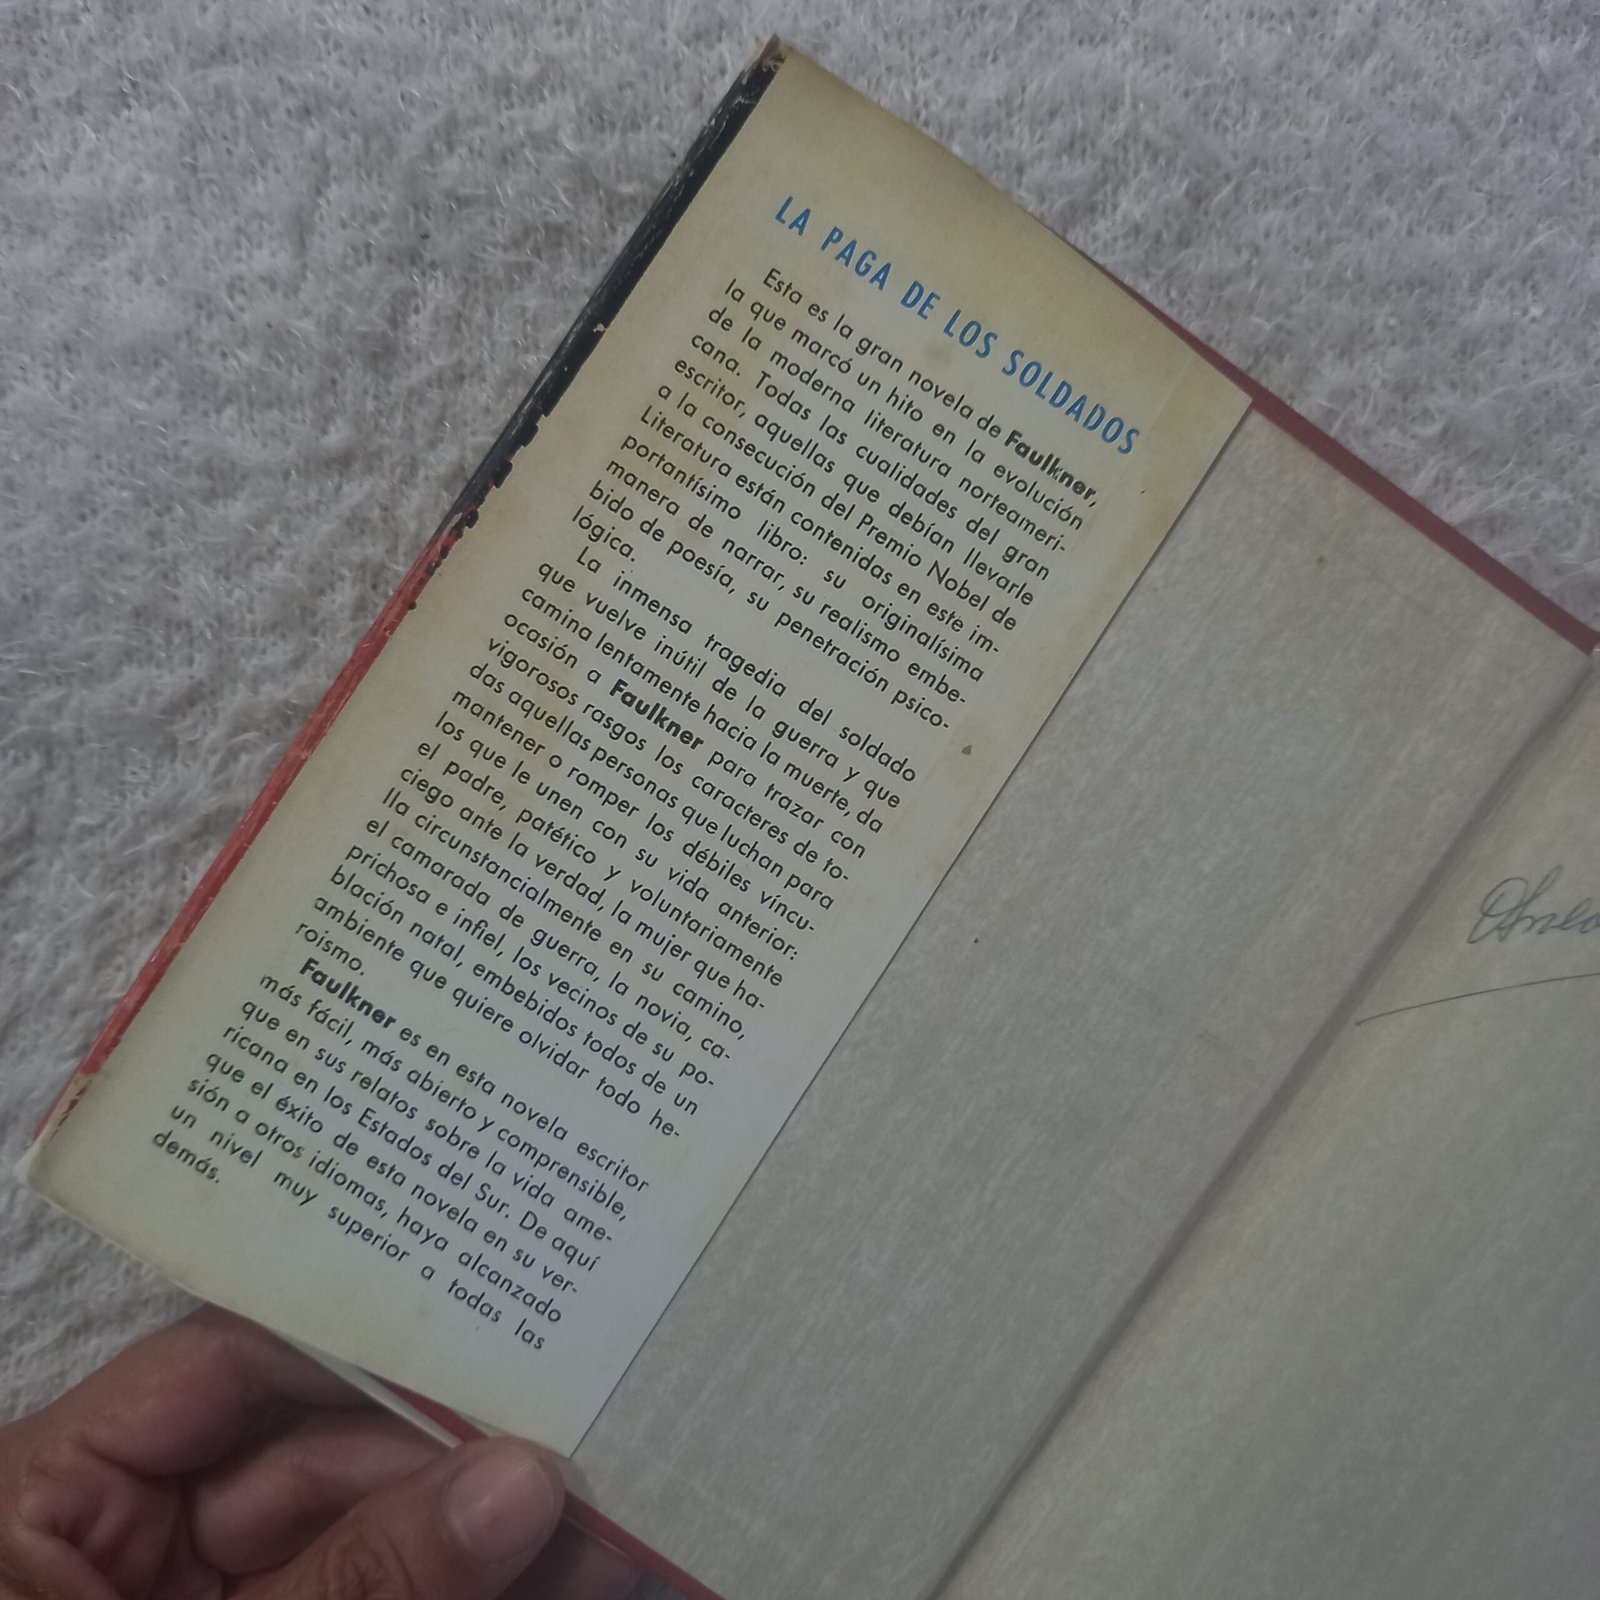 LA PAGA DE LOS SOLDADOS
Esta es la gran novela de Faulkner,
la que marcó un hito en la evolución
de la moderna literatura norteameri-
cana. Todas las cualidades del gran
escritor, aquellas que debían llevarle
a la consecución del Premio Nobel de
Literatura están contenidas en este im-
portantísimo libro: su originalísima
manera de narrar, su realismo embe-
bido de poesía, su penetración psico-
lógica.
La inmensa tragedia del soldado
que vuelve inútil de la guerra y que
camina lentamente hacia la muerte, da
ocasión a Faulkner para trazar con
vigorosos rasgos los caracteres de to-
das aquellas personas que luchan para
mantener o romper los débiles víncu-
los que le unen con su vida anterior:
el padre, patético y voluntariamente
ciego ante la verdad, la mujer que ha-
lla circunstancialmente en su camino,
el camarada de guerra, la novia, ca-
prichosa e infiel, los vecinos de su po-
blación natal, embebidos todos de un
ambiente que quiere olvidar todo he-
roísmo.
Faulkner es en esta novela escritor
más fácil, más abierto y comprensible,
que en sus relatos sobre la vida ame-
ricana en los Estados del Sur. De aquí
que el éxito de esta novela en su ver-
sión a otros idiomas, haya alcanzado
un nivel muy superior a todas las
demás.